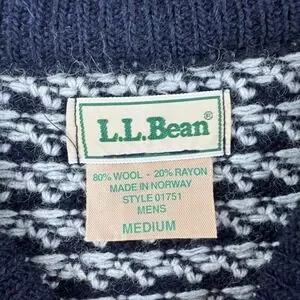 L.L.Bean®
80% WOOL - 20% RAYON
MADE IN NORWAY
STYLE 01751
MENS
MEDIUM